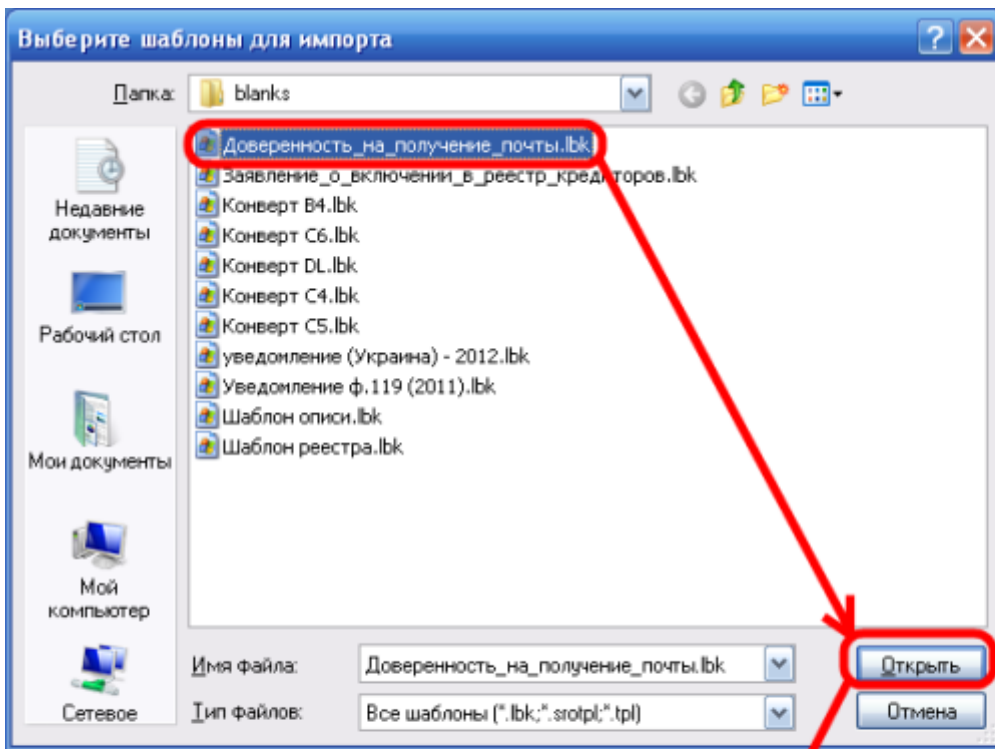 Выберите шаблоны для импорта
Папка: blanks
Доверенность_на_получение_почты.lbk
Заявление_о_включении_в_реестр_кредиторов.lbk
Конверт B4.lbk
Конверт C6.lbk
Конверт DL.lbk
Конверт C4.lbk
Конверт C5.lbk
уведомление (Украина) - 2012.lbk
Уведомление ф.119 (2011).lbk
Шаблон описи.lbk
Шаблон реестра.lbk
Недавние
документы
Рабочий стол
Мои документы
Мой
компьютер
Сетевое
Имя файла: Доверенность_на_получение_почты.lbk Открыть
Тип файлов: Все шаблоны (*.lbk;*.srotpl;*.tpl) Отмена